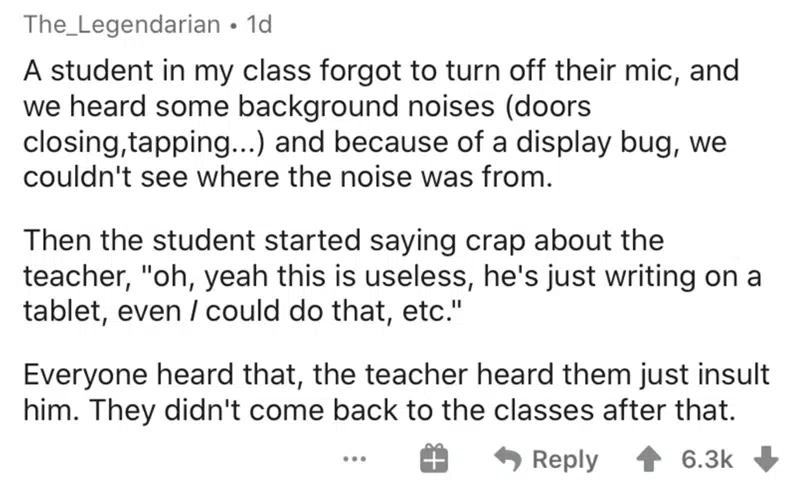 The_Legendarian • 1d
A student in my class forgot to turn off their mic, and
we heard some background noises (doors
closing,tapping...) and because of a display bug, we
couldn't see where the noise was from.
Then the student started saying crap about the
teacher, "oh, yeah this is useless, he's just writing on a
tablet, even I could do that, etc."
Everyone heard that, the teacher heard them just insult
him. They didn't come back to the classes after that.
... Reply 6.3k